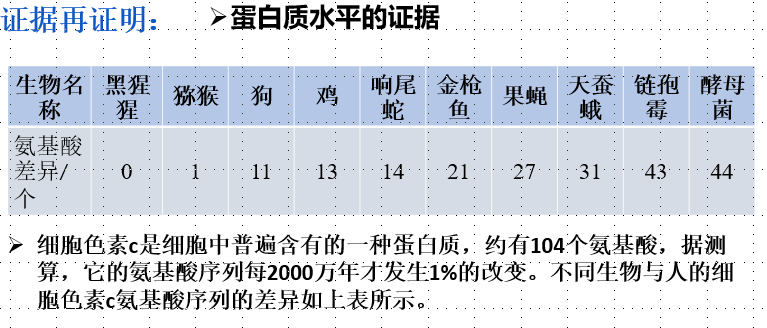 证据再证明：
➢蛋白质水平的证据
生物名称 黑猩猩 猕猴 狗 鸡 响尾蛇 金枪鱼 果蝇 天蚕蛾 链孢霉 酵母菌
氨基酸差异/个 0 1 11 13 14 21 27 31 43 44
➢ 细胞色素c是细胞中普遍含有的一种蛋白质，约有104个氨基酸，据测
算，它的氨基酸序列每2000万年才发生1%的改变。不同生物与人的细
胞色素c氨基酸序列的差异如上表所示。